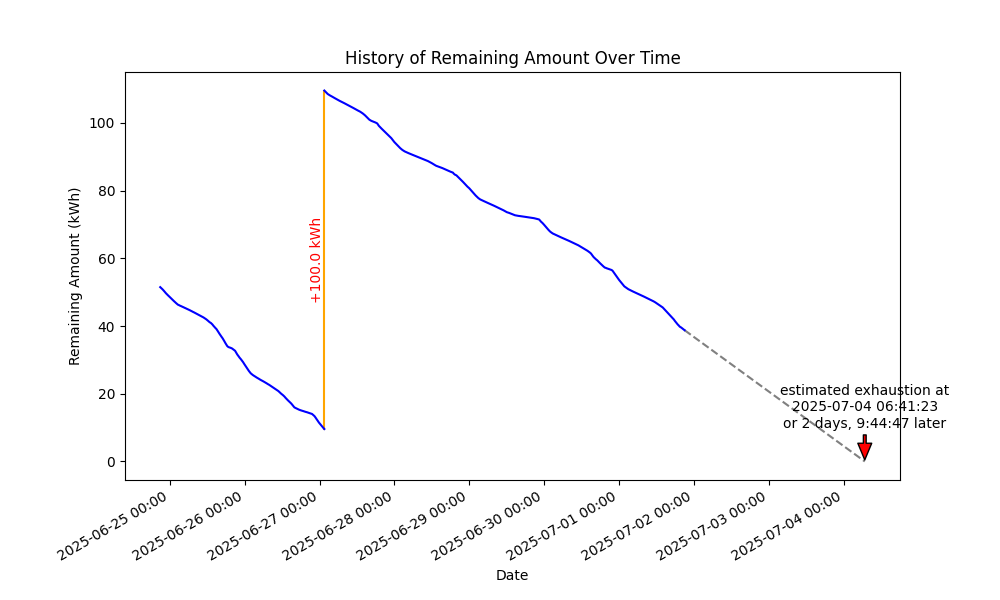 History of Remaining Amount Over Time
Remaining Amount (kWh)
100
80
60
40
20
0
+100.0 kWh
estimated exhaustion at
2025-07-04 06:41:23
or 2 days, 9:44:47 later
2025-06-25 00:00
2025-06-26 00:00
2025-06-27 00:00
2025-06-28 00:00
2025-06-29 00:00
2025-06-30 00:00
2025-07-01 00:00
2025-07-02 00:00
2025-07-03 00:00
2025-07-04 00:00
Date